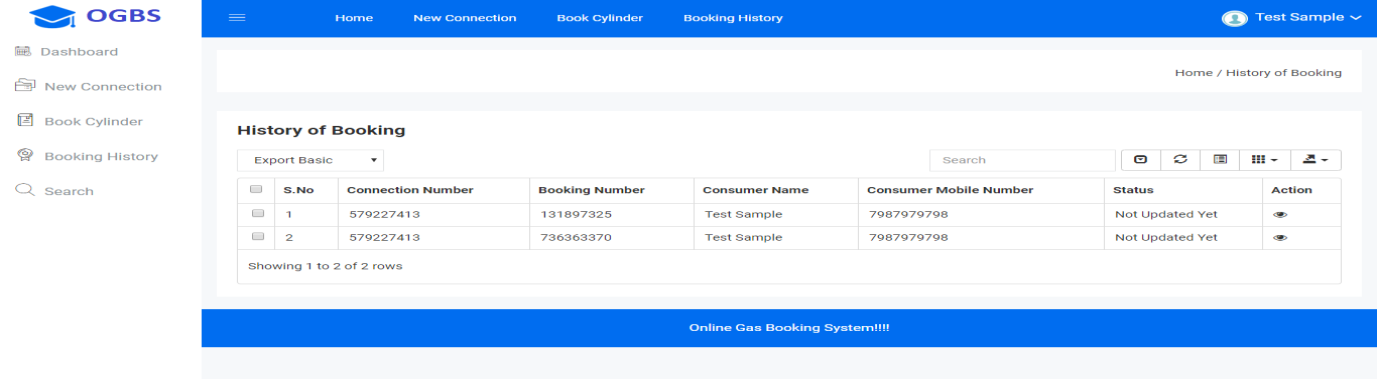 OGBS
Home New Connection Book Cylinder Booking History Test Sample
Dashboard
New Connection
Book Cylinder
Booking History
Search
Home / History of Booking
History of Booking
Export Basic Search
S.No Connection Number Booking Number Consumer Name Consumer Mobile Number Status Action
1 579227413 131897325 Test Sample 7987979798 Not Updated Yet
2 579227413 736363370 Test Sample 7987979798 Not Updated Yet
Showing 1 to 2 of 2 rows
Online Gas Booking System!!!!